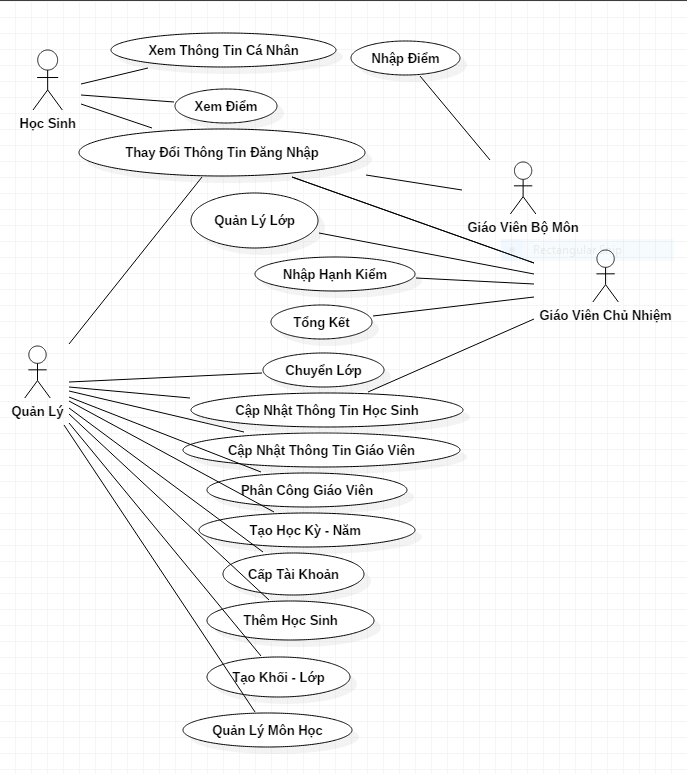 Xem Thông Tin Cá Nhân
Nhập Điểm
Xem Điểm
Học Sinh
Thay Đổi Thông Tin Đăng Nhập
Quản Lý Lớp
Giáo Viên Bộ Môn
Nhập Hạnh Kiểm
Giáo Viên Chủ Nhiệm
Tổng Kết
Chuyển Lớp
Quản Lý
Cập Nhật Thông Tin Học Sinh
Cập Nhật Thông Tin Giáo Viên
Phân Công Giáo Viên
Tạo Học Kỳ - Năm
Cấp Tài Khoản
Thêm Học Sinh
Tạo Khối - Lớp
Quản Lý Môn Học